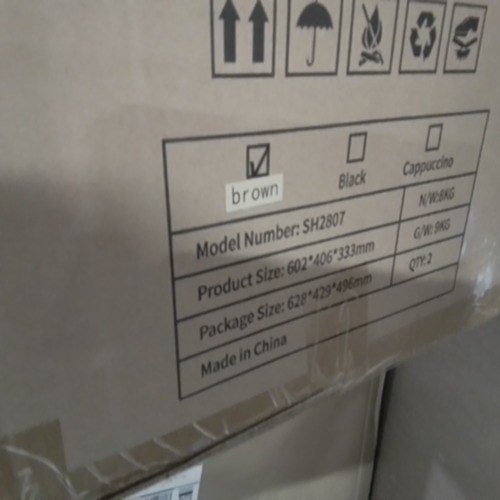 brown Black Cappuccino
Model Number: SH2807 N/W:6KG
Product Size: 602*406*333mm G/W:9KG
Package Size: 628*429*496mm QTY:2
Made in China